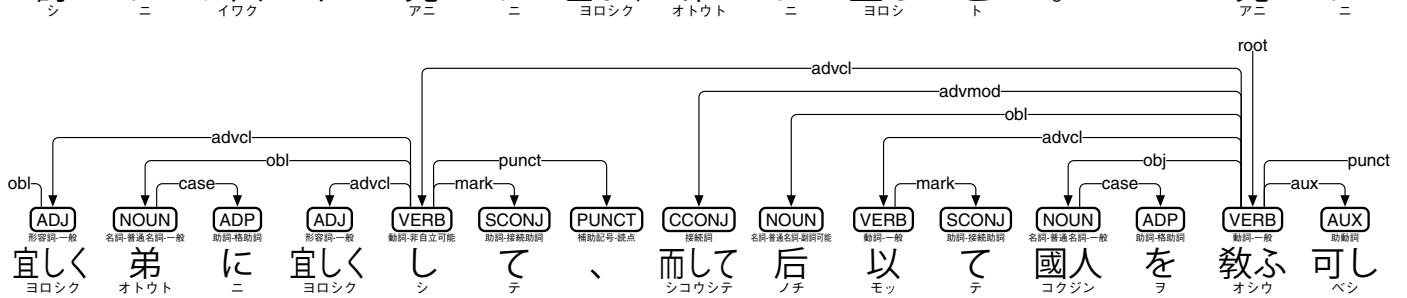 シ ニ イワク アニ ニ ヨロシク オトウト ニ ヨロシ ト アニ ニ
root
advcl
advmod
obl
advcl advcl
obl punct obj punct
obl case advcl mark mark case aux
ADJ NOUN ADP ADJ VERB SCONJ PUNCT CCONJ NOUN VERB SCONJ NOUN ADP VERB AUX
形容詞-一般 名詞-普通名詞-一般 助詞-格助詞 形容詞-一般 動詞-非自立可能 助詞-接続助詞 補助記号-読点 接続詞 名詞-普通名詞-副詞可能 動詞-一般 助詞-接続助詞 名詞-普通名詞-一般 助詞-格助詞 動詞-一般 助動詞
宜しく 弟 に 宜しく し て 、 而して 后 以 て 國人 を 敎ふ 可し
ヨロシク オトウト ニ ヨロシク シ テ シコウシテ ノチ モッ テ コクジン ヲ オシウ ベシ